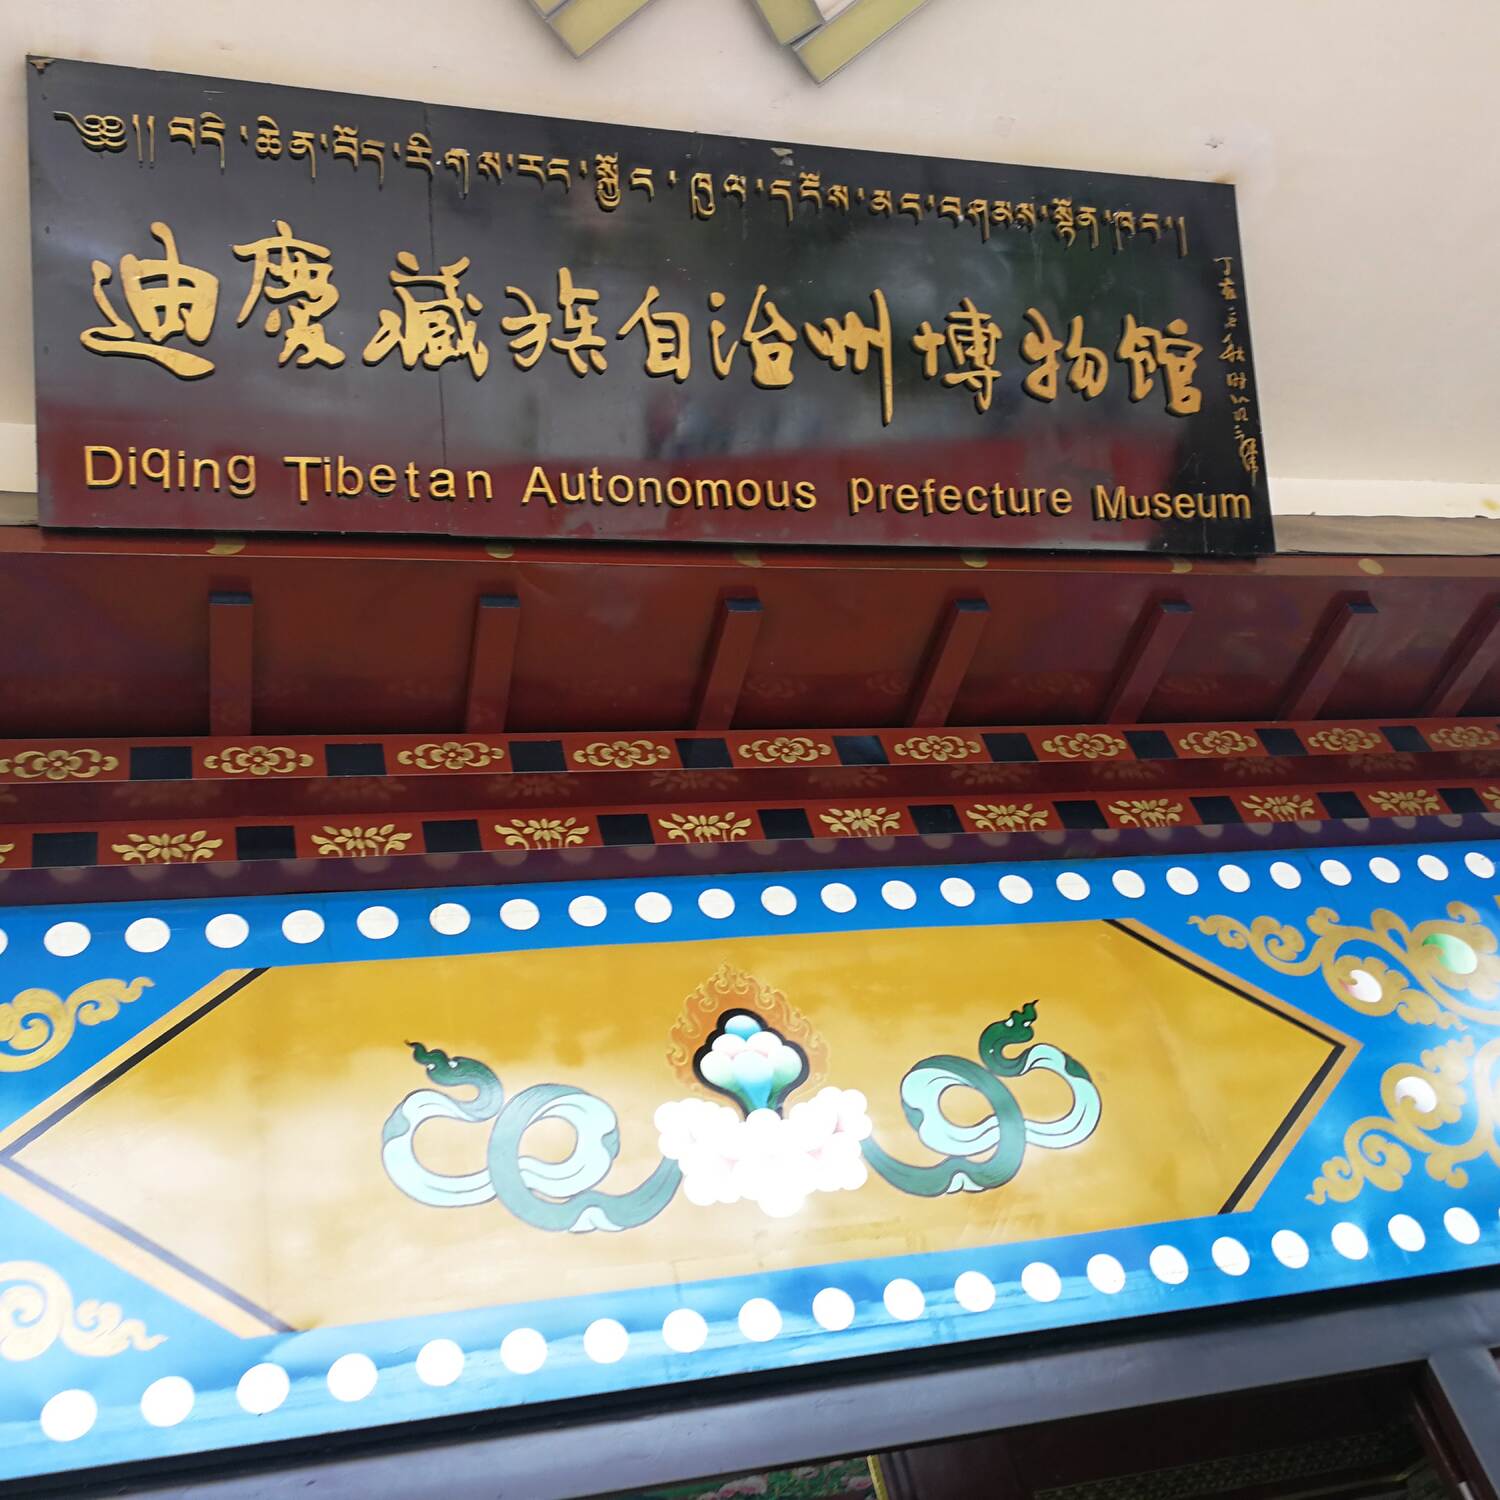 ༄༅།། བདེ་ཆེན་བོད་རིགས་རང་སྐྱོང་ཁུལ་དངོས་མང་བཤམས་སྟོན་ཁང་།
迪慶藏族自治州博物馆
Diqing Tibetan Autonomous Prefecture Museum